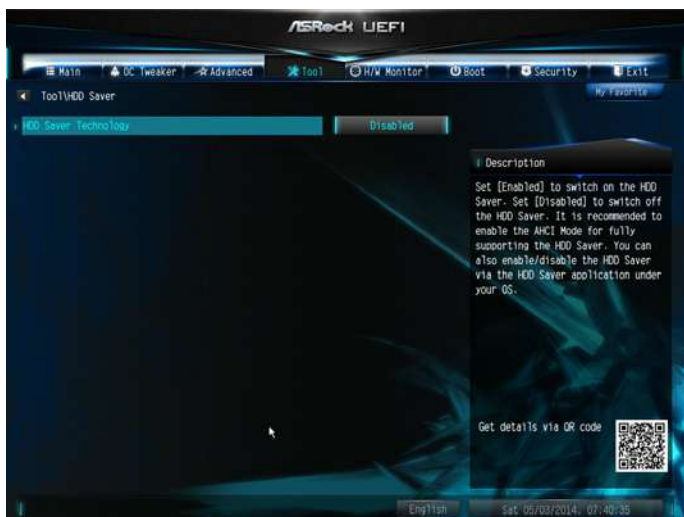 ASRock UEFI
Main OC Tweaker Advanced Tool H/W Monitor Boot Security Exit
Tool\HDD Saver
My Favorite
HDD Saver Technology Disabled
Description
Set [Enabled] to switch on the HDD
Saver. Set [Disabled] to switch off
the HDD Saver. It is recommended to
enable the AHCI Mode for fully
supporting the HDD Saver. You can
also enable/disable the HDD Saver
via the HDD Saver application under
your OS.
Get details via QR code
English Sat 05/03/2014, 07:40:35